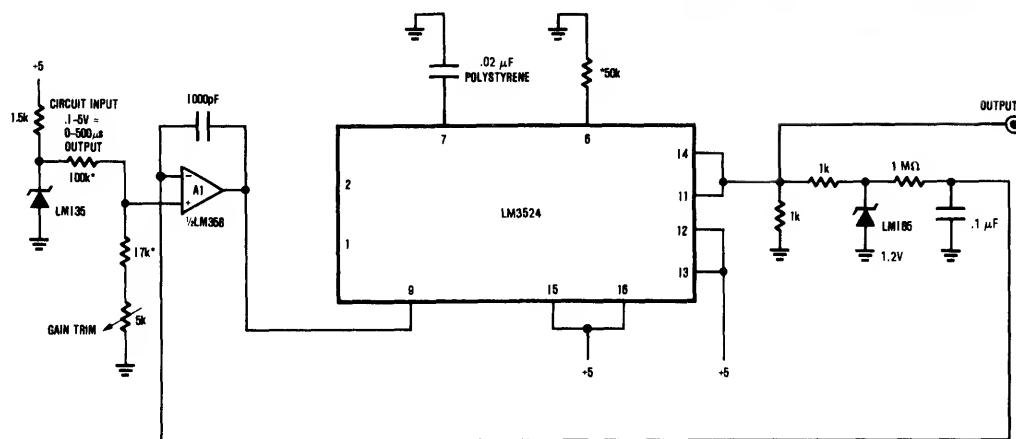 +5
1.5k
CIRCUIT INPUT
.1–5V =
0–500μs
OUTPUT
100k*
LM135
17k*
5k
GAIN TRIM
1000pF
−
+
A1
½LM358
.02 μF
POLYSTYRENE
*50k
7
6
2
1
LM3524
14
11
12
13
9
15
16
+5
+5
OUTPUT
1k
1k
1 MΩ
LM185
1.2V
.1 μF